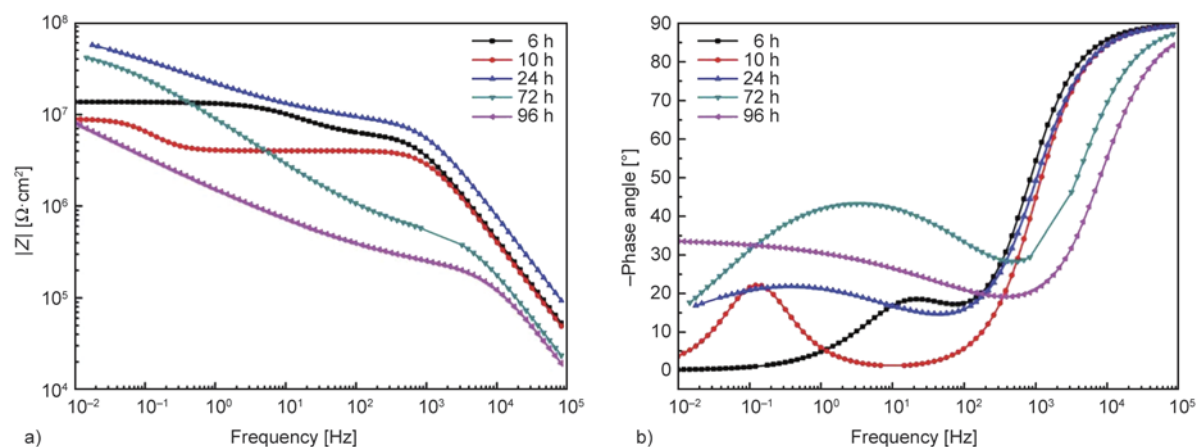 10⁸
10⁷
10⁶
10⁵
10⁴
|Z| [Ω·cm²]
6 h
10 h
24 h
72 h
96 h
10⁻² 10⁻¹ 10⁰ 10¹ 10² 10³ 10⁴ 10⁵
a) Frequency [Hz]
90
80
70
60
50
40
30
20
10
0
–Phase angle [°]
6 h
10 h
24 h
72 h
96 h
10⁻² 10⁻¹ 10⁰ 10¹ 10² 10³ 10⁴ 10⁵
b) Frequency [Hz]